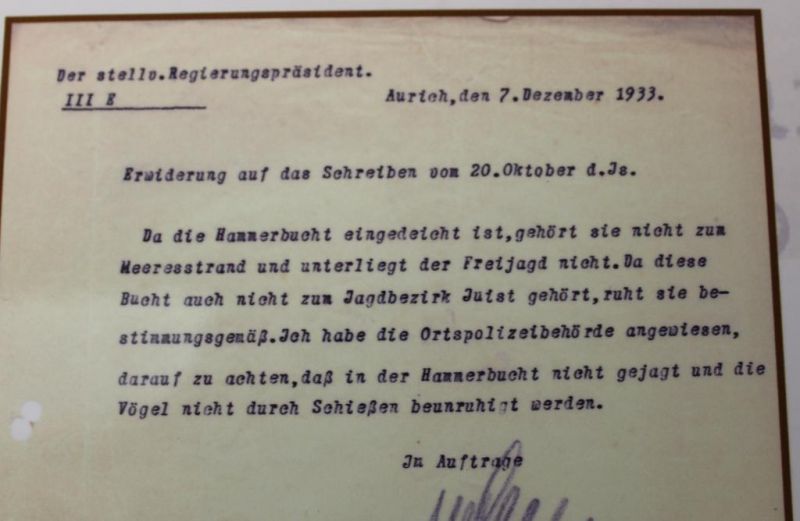 Der stellv.Regierungspräsident.
III E
Aurich,den 7.Dezember 1933.
Erwiderung auf das Schreiben vom 20.Oktober d.Js.
Da die Hammerbucht eingedeicht ist,gehört sie nicht zum
Meeresstrand und unterliegt der Freijagd nicht.Da diese
Bucht auch nicht zum Jagdbezirk Juist gehört,ruht sie be-
stimmungsgemäß.Ich habe die Ortspolizeibehörde angewiesen,
darauf zu achten,daß in der Hammerbucht nicht gejagt und die
Vögel nicht durch Schießen beunruhigt werden.
In Auftrage